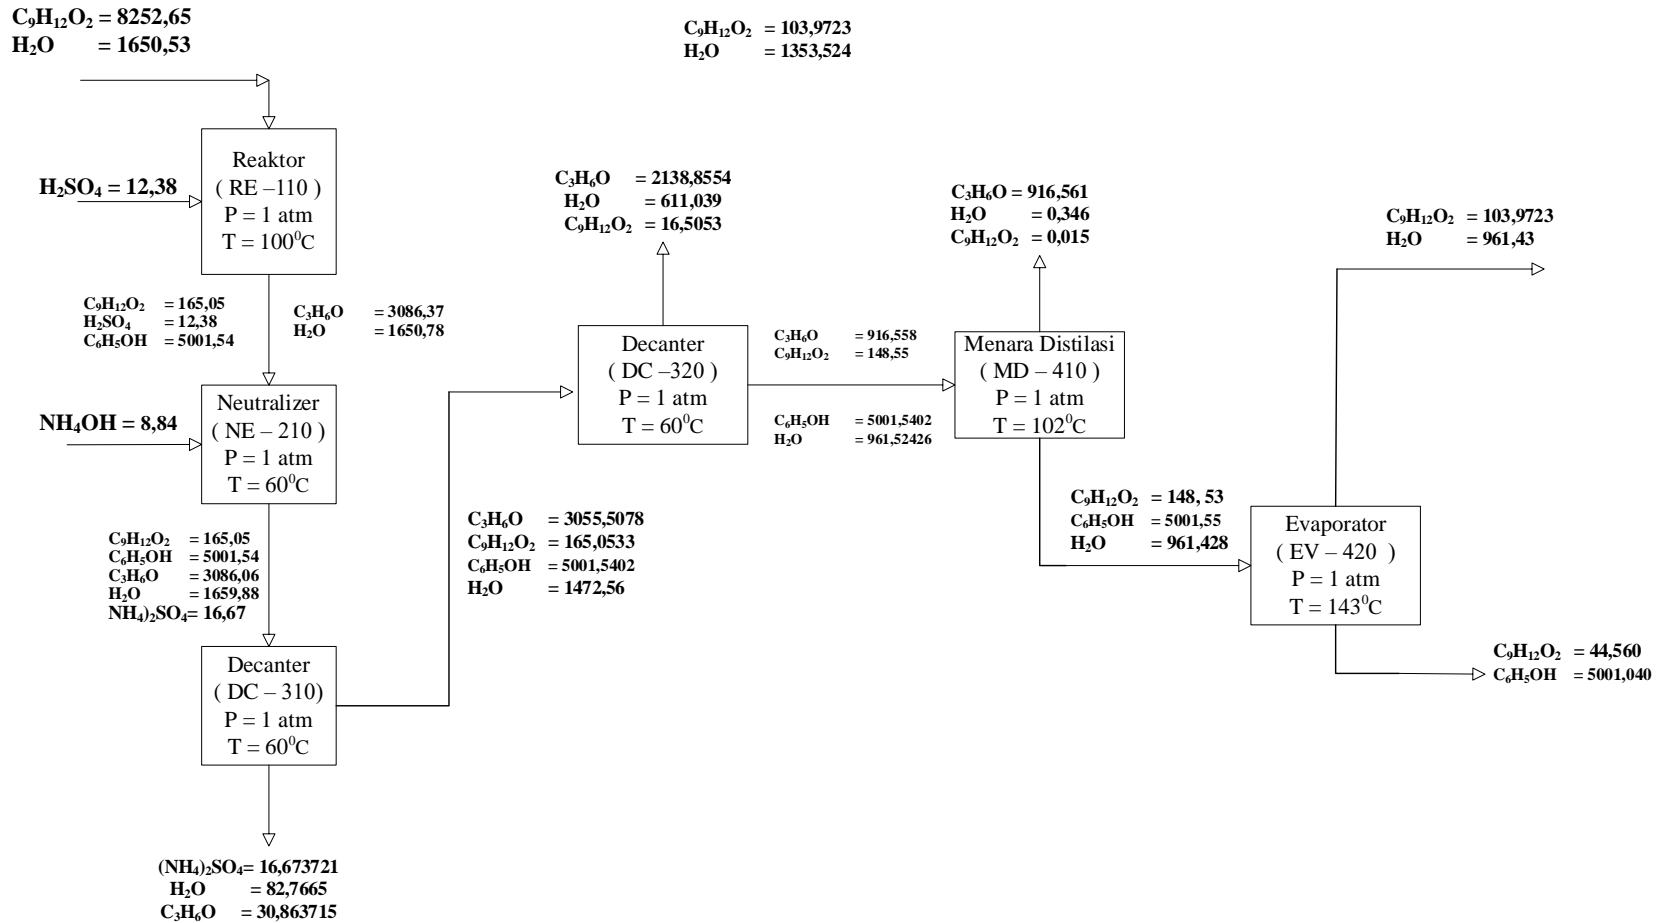 C₉H₁₂O₂ = 8252,65
H₂O = 1650,53
C₉H₁₂O₂ = 103,9723
H₂O = 1353,524
Reaktor
( RE –110 )
P = 1 atm
T = 100⁰C
H₂SO₄ = 12,38
C₉H₁₂O₂ = 165,05
H₂SO₄ = 12,38
C₆H₅OH = 5001,54
C₃H₆O = 3086,37
H₂O = 1650,78
Neutralizer
( NE – 210 )
P = 1 atm
T = 60⁰C
NH₄OH = 8,84
C₉H₁₂O₂ = 165,05
C₆H₅OH = 5001,54
C₃H₆O = 3086,06
H₂O = 1659,88
NH₄)₂SO₄= 16,67
Decanter
( DC – 310)
P = 1 atm
T = 60⁰C
(NH₄)₂SO₄= 16,673721
H₂O = 82,7665
C₃H₆O = 30,863715
C₃H₆O = 3055,5078
C₉H₁₂O₂ = 165,0533
C₆H₅OH = 5001,5402
H₂O = 1472,56
C₃H₆O = 2138,8554
H₂O = 611,039
C₉H₁₂O₂ = 16,5053
Decanter
( DC –320 )
P = 1 atm
T = 60⁰C
C₃H₆O = 916,558
C₉H₁₂O₂ = 148,55
C₆H₅OH = 5001,5402
H₂O = 961,52426
C₃H₆O = 916,561
H₂O = 0,346
C₉H₁₂O₂ = 0,015
Menara Distilasi
( MD – 410 )
P = 1 atm
T = 102⁰C
C₉H₁₂O₂ = 148, 53
C₆H₅OH = 5001,55
H₂O = 961,428
C₉H₁₂O₂ = 103,9723
H₂O = 961,43
Evaporator
( EV – 420 )
P = 1 atm
T = 143⁰C
C₉H₁₂O₂ = 44,560
C₆H₅OH = 5001,040